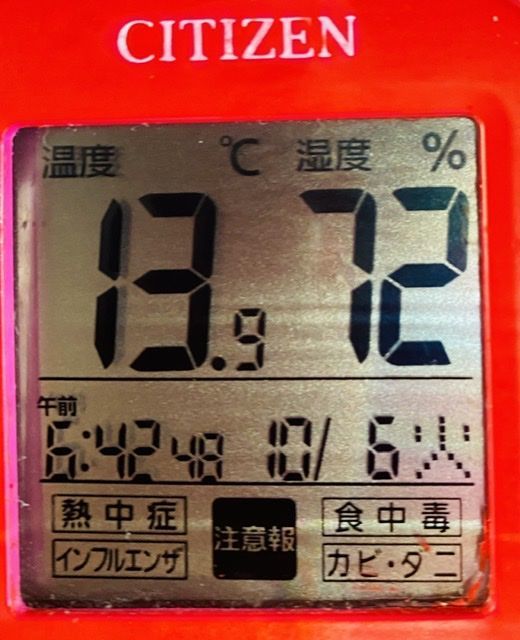 CITIZEN
温度 ℃ 湿度 %
13.9 72
午前
6:42 48 10/ 6 火
熱中症 注意報 食中毒
インフルエンザ カビ・ダニ